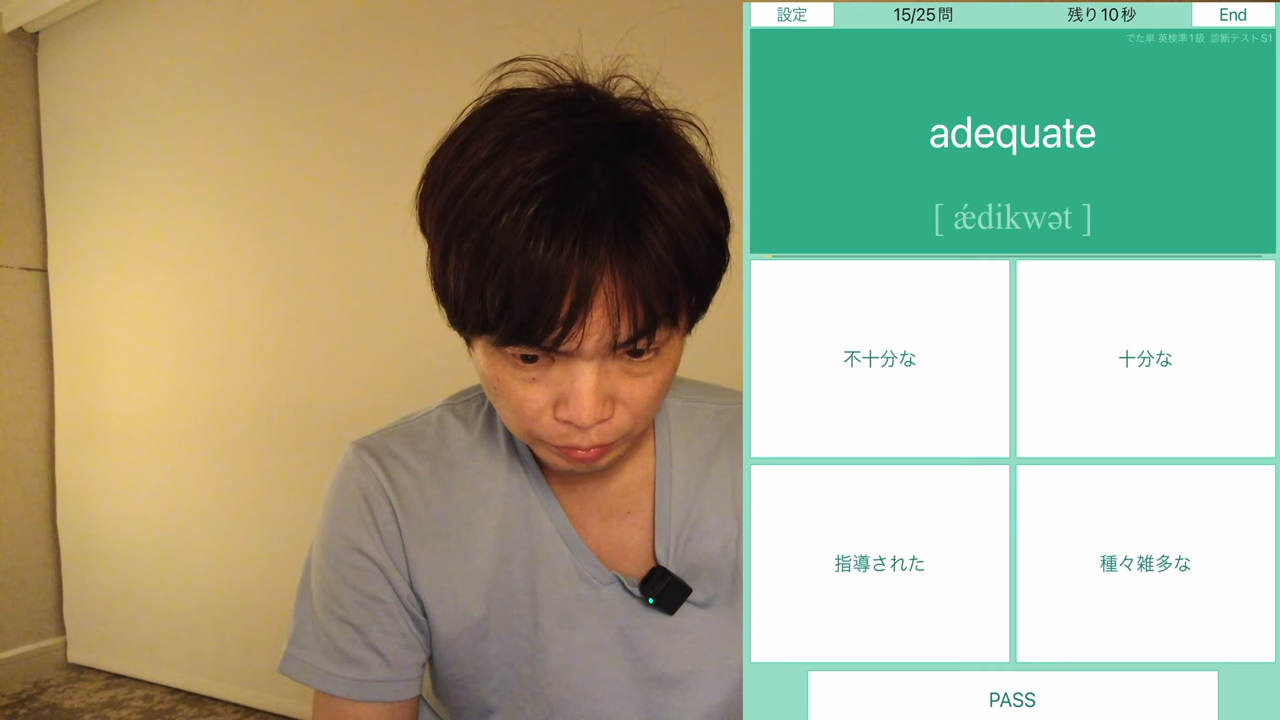 設定
15/25問
残り10秒
End
でた単 英検準1級 診断テストS1
adequate
[ ǽdikwət ]
不十分な
十分な
指導された
種々雑多な
PASS